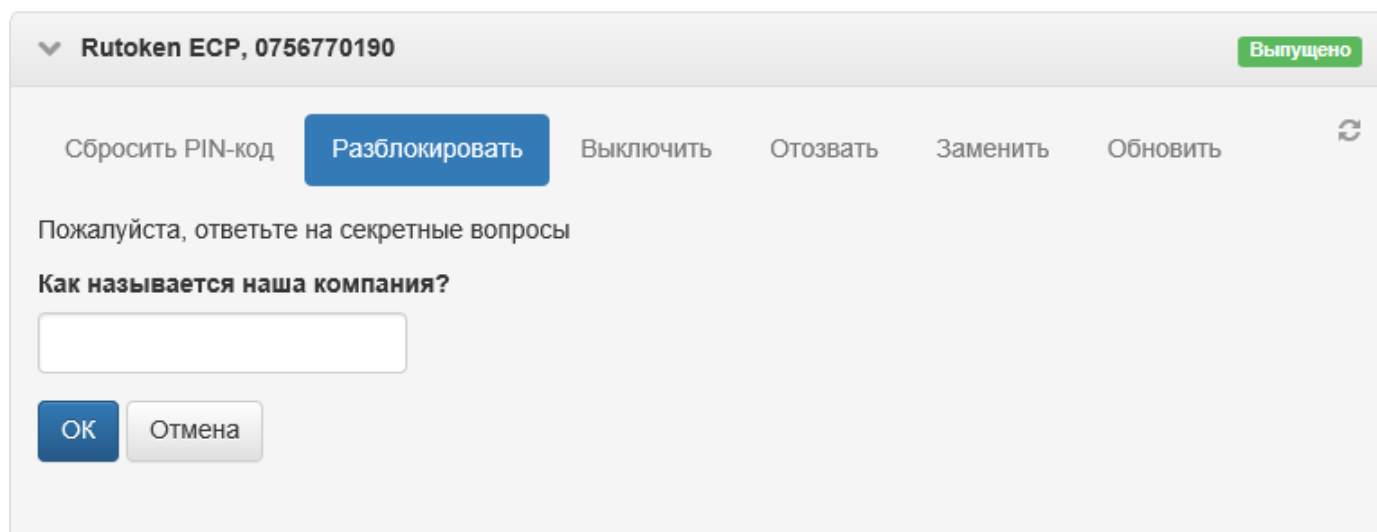 Rutoken ECP, 0756770190 Выпущено
Сбросить PIN-код Разблокировать Выключить Отозвать Заменить Обновить
Пожалуйста, ответьте на секретные вопросы
Как называется наша компания?
ОК Отмена